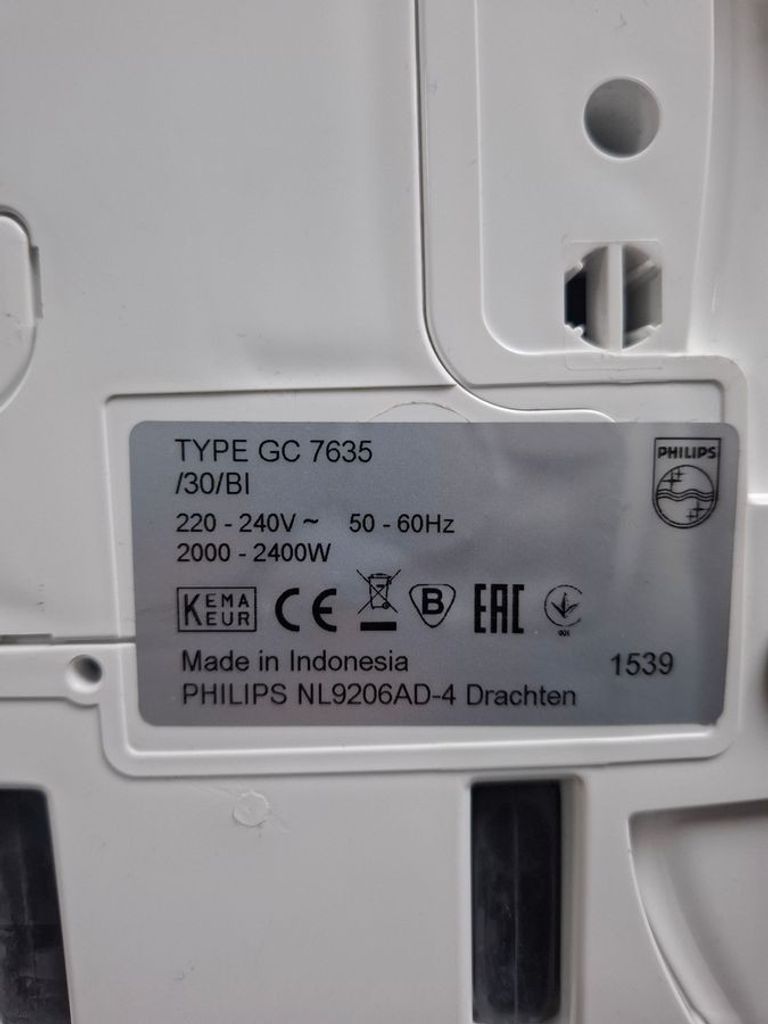 TYPE GC 7635
/30/BI
PHILIPS
220 - 240V ~ 50 - 60Hz
2000 - 2400W
KEMA
KEUR
CE
B
EAC
Made in Indonesia
1539
PHILIPS NL9206AD-4 Drachten